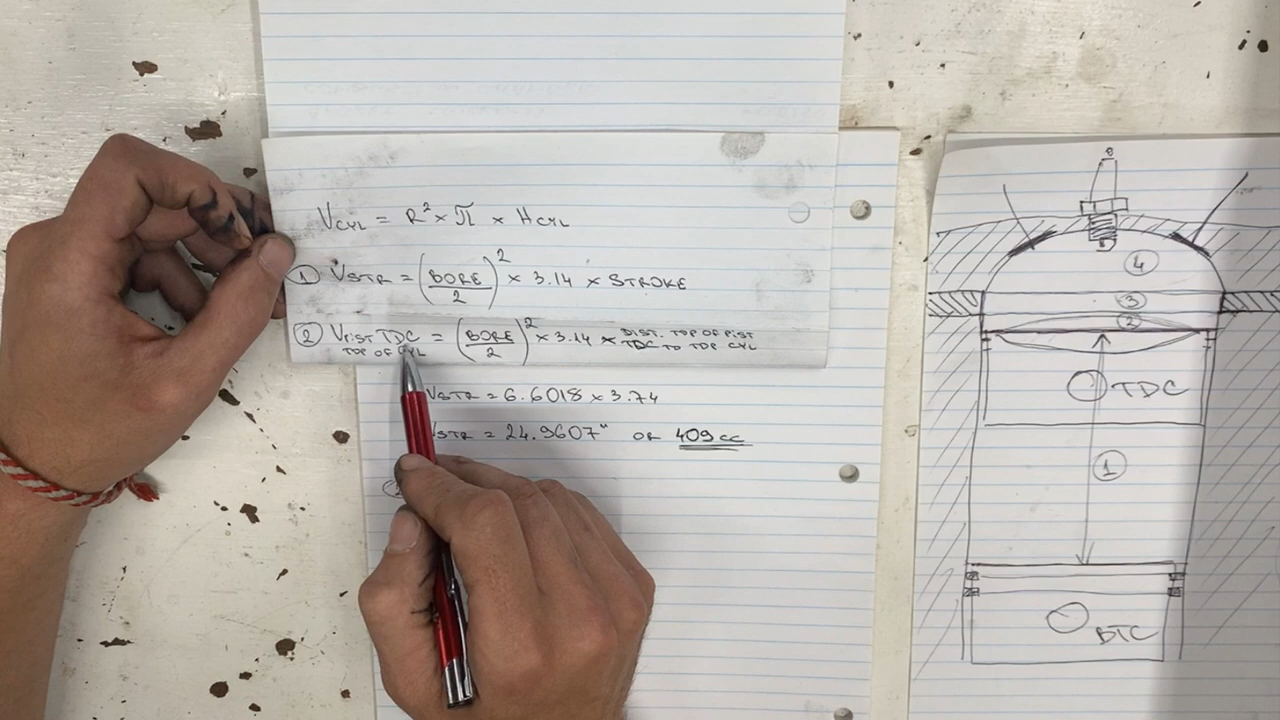 VCYL = R² × π × HCYL
① VSTR = (BORE/2)² × 3.14 × STROKE
② VPIST TDC TOP OF CYL = (BORE/2)² × 3.14 × DIST. TOP OF PIST TDC TO TOP CYL
VSTR = 6.6018 × 3.74
VSTR = 24.9607" OR 409cc
④
③
②
TDC
①
BTC